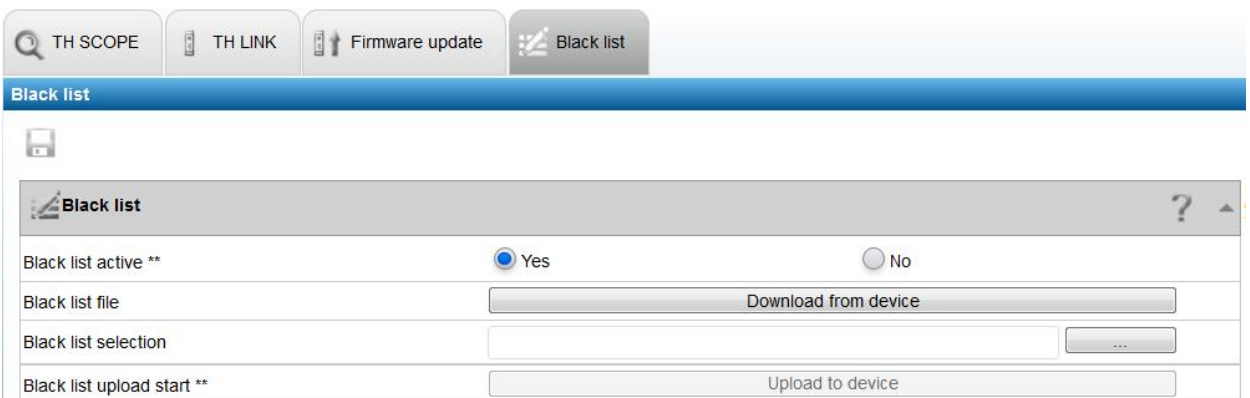 TH SCOPE TH LINK Firmware update Black list
Black list
Black list ?
Black list active ** Yes No
Black list file Download from device
Black list selection ...
Black list upload start ** Upload to device